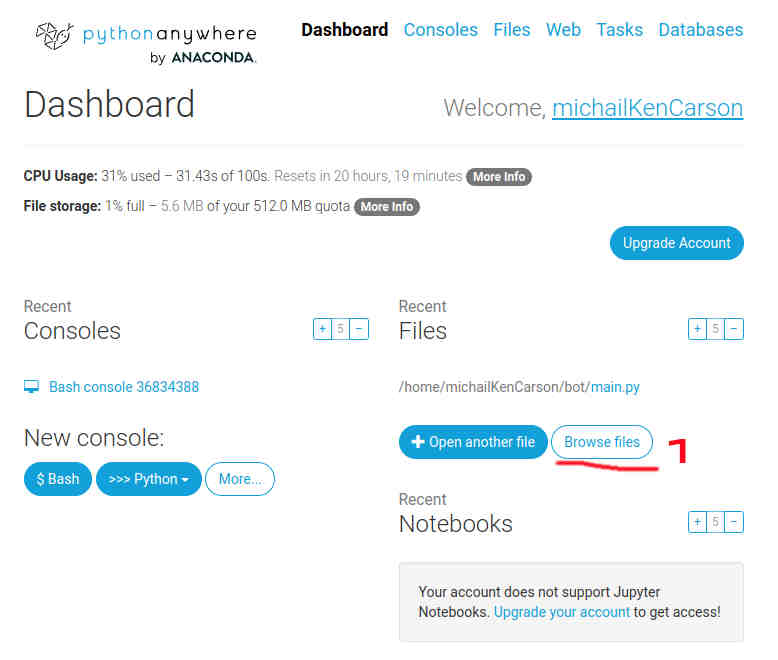 pythonanywhere
by ANACONDA.
Dashboard Consoles Files Web Tasks Databases
Dashboard
Welcome, michailKenCarson
CPU Usage: 31% used – 31.43s of 100s. Resets in 20 hours, 19 minutes More Info
File storage: 1% full – 5.6 MB of your 512.0 MB quota More Info
Upgrade Account
Recent
Consoles
+ 5 −
Bash console 36834388
New console:
$ Bash >>> Python More...
Recent
Files
+ 5 −
/home/michailKenCarson/bot/main.py
+ Open another file Browse files 1
Recent
Notebooks
+ 5 −
Your account does not support Jupyter
Notebooks. Upgrade your account to get access!